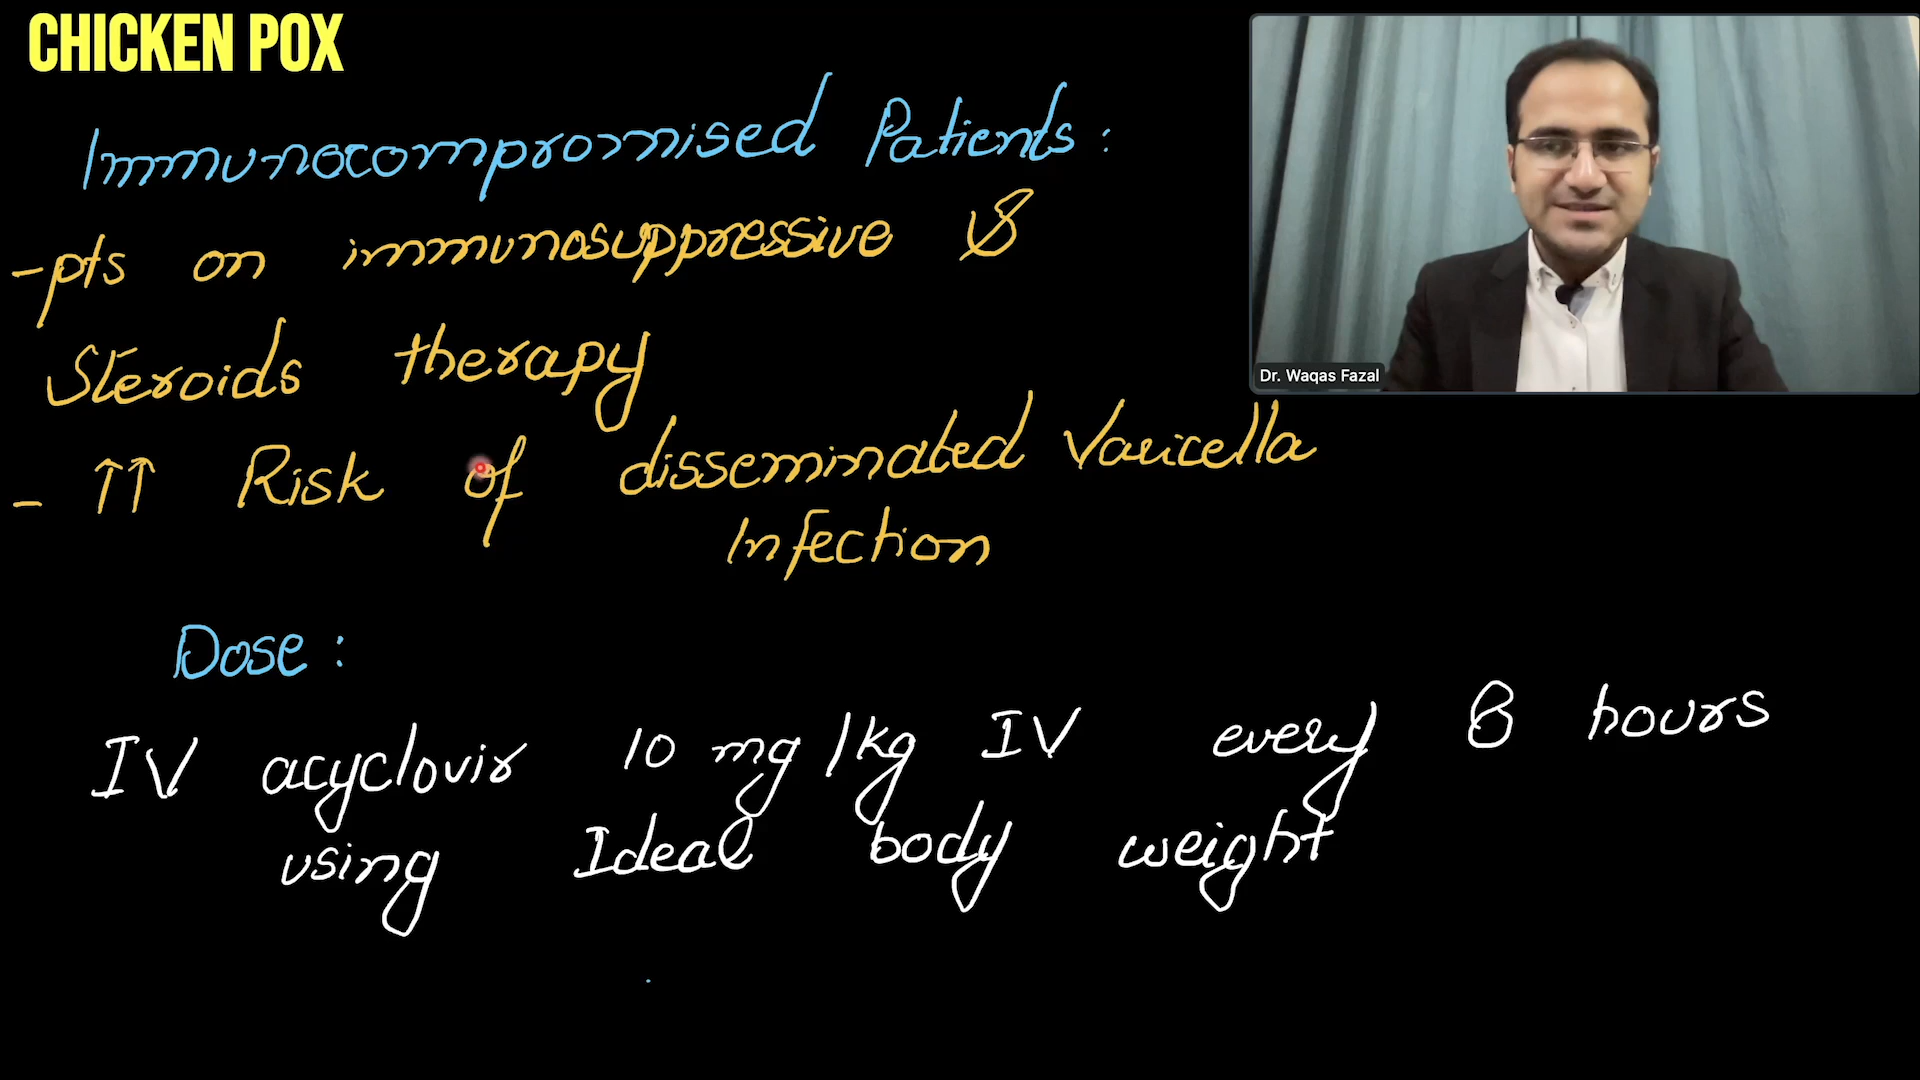 CHICKEN POX
Immunocompromised Patients:
- pts on immunosuppressive &
Steroids therapy
- ↑↑ Risk of disseminated Varicella
Infection
Dose:
IV acyclovir 10 mg/kg IV every 8 hours
using Ideal body weight
Dr. Waqas Fazal